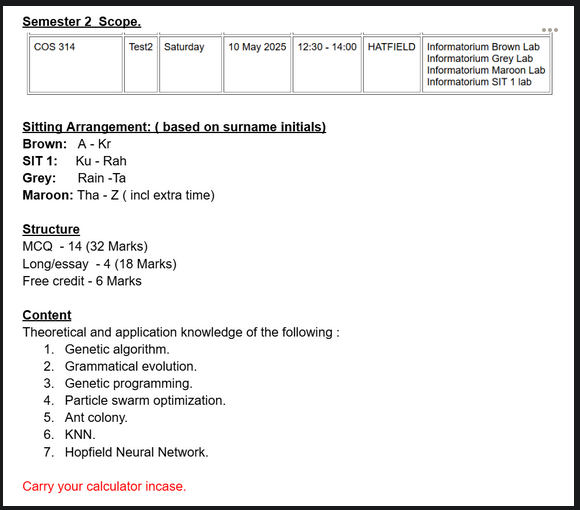 Semester 2 Scope.
COS 314 Test2 Saturday 10 May 2025 12:30 - 14:00 HATFIELD Informatorium Brown Lab
Informatorium Grey Lab
Informatorium Maroon Lab
Informatorium SIT 1 lab
Sitting Arrangement: ( based on surname initials)
Brown: A - Kr
SIT 1: Ku - Rah
Grey: Rain -Ta
Maroon: Tha - Z ( incl extra time)
Structure
MCQ - 14 (32 Marks)
Long/essay - 4 (18 Marks)
Free credit - 6 Marks
Content
Theoretical and application knowledge of the following :
1. Genetic algorithm.
2. Grammatical evolution.
3. Genetic programming.
4. Particle swarm optimization.
5. Ant colony.
6. KNN.
7. Hopfield Neural Network.
Carry your calculator incase.